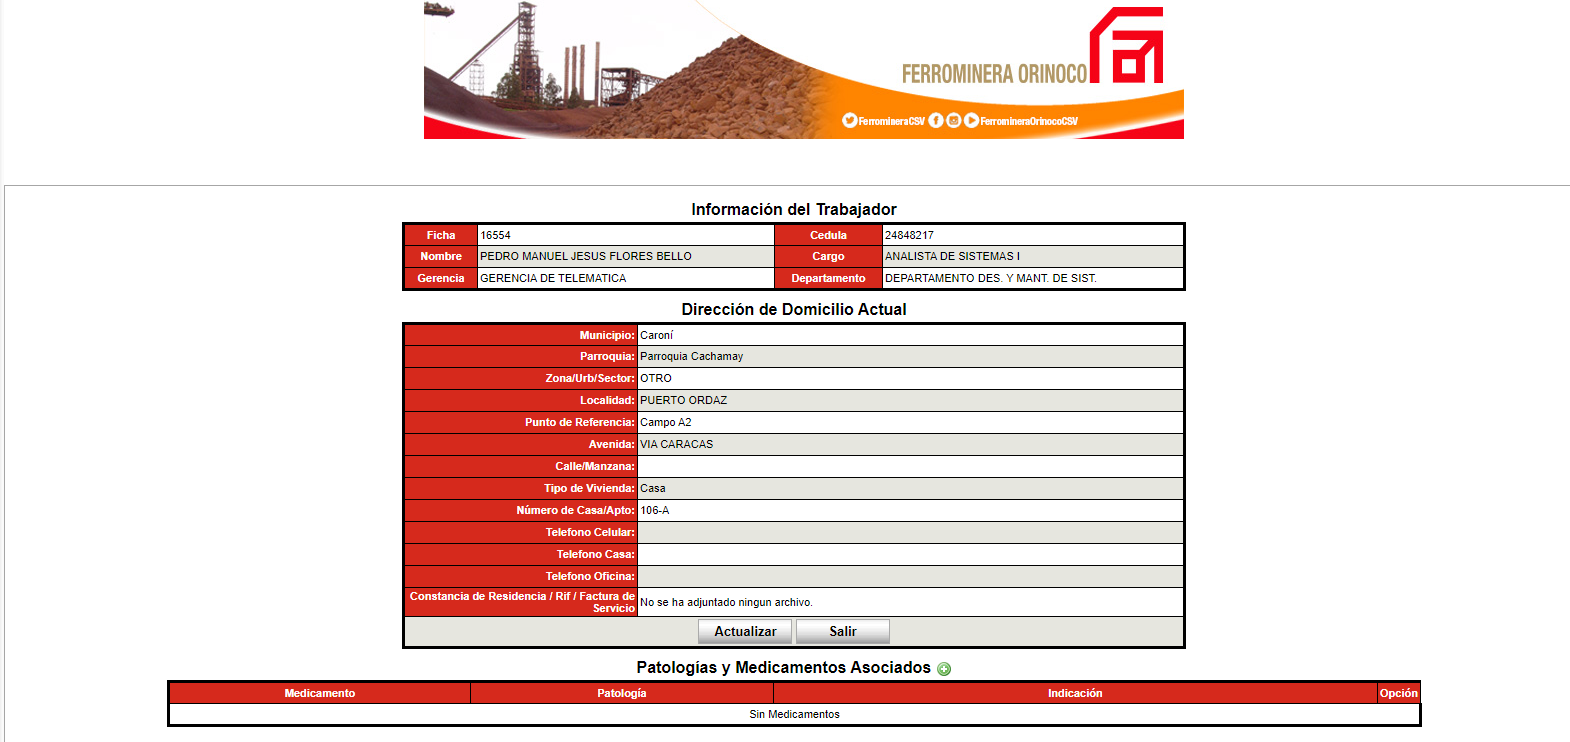 FERROMINERA ORINOCO
FerromineraCSV FerromineraOrinocoCSV
Información del Trabajador
Ficha 16554 Cedula 24848217
Nombre PEDRO MANUEL JESUS FLORES BELLO Cargo ANALISTA DE SISTEMAS I
Gerencia GERENCIA DE TELEMATICA Departamento DEPARTAMENTO DES. Y MANT. DE SIST.
Dirección de Domicilio Actual
Municipio: Caroní
Parroquia: Parroquia Cachamay
Zona/Urb/Sector: OTRO
Localidad: PUERTO ORDAZ
Punto de Referencia: Campo A2
Avenida: VIA CARACAS
Calle/Manzana:
Tipo de Vivienda: Casa
Número de Casa/Apto: 106-A
Telefono Celular:
Telefono Casa:
Telefono Oficina:
Constancia de Residencia / Rif / Factura de
Servicio No se ha adjuntado ningun archivo.
Actualizar Salir
Patologías y Medicamentos Asociados
Medicamento Patología Indicación Opción
Sin Medicamentos